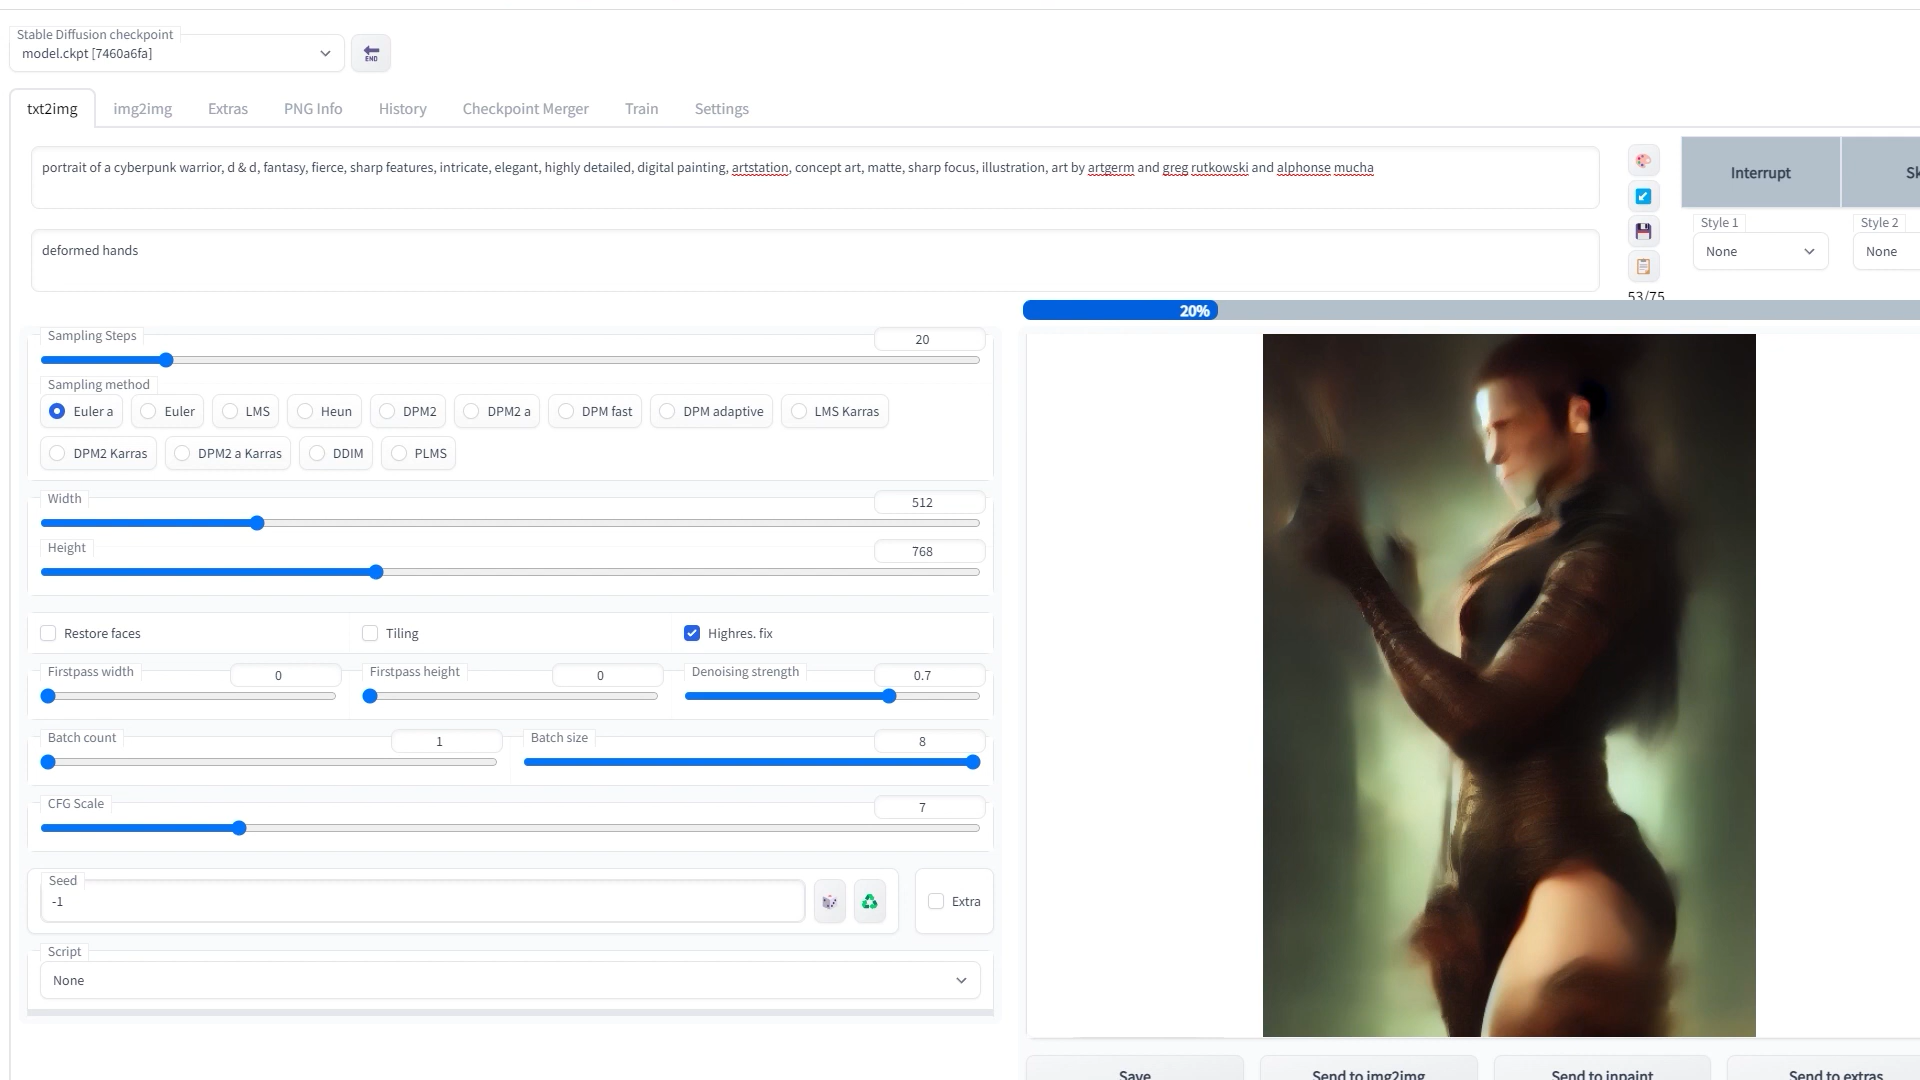 Stable Diffusion checkpoint
model.ckpt [7460a6fa]
END
txt2img img2img Extras PNG Info History Checkpoint Merger Train Settings
portrait of a cyberpunk warrior, d & d, fantasy, fierce, sharp features, intricate, elegant, highly detailed, digital painting, artstation, concept art, matte, sharp focus, illustration, art by artgerm and greg rutkowski and alphonse mucha
Interrupt
Style 1 Style 2
None None
deformed hands
53/75
20%
Sampling Steps 20
Sampling method
Euler a Euler LMS Heun DPM2 DPM2 a DPM fast DPM adaptive LMS Karras
DPM2 Karras DPM2 a Karras DDIM PLMS
Width 512
Height 768
Restore faces Tiling Highres. fix
Firstpass width 0 Firstpass height 0 Denoising strength 0.7
Batch count 1 Batch size 8
CFG Scale 7
Seed
-1 Extra
Script
None
Save Send to img2img Send to inpaint Send to extras